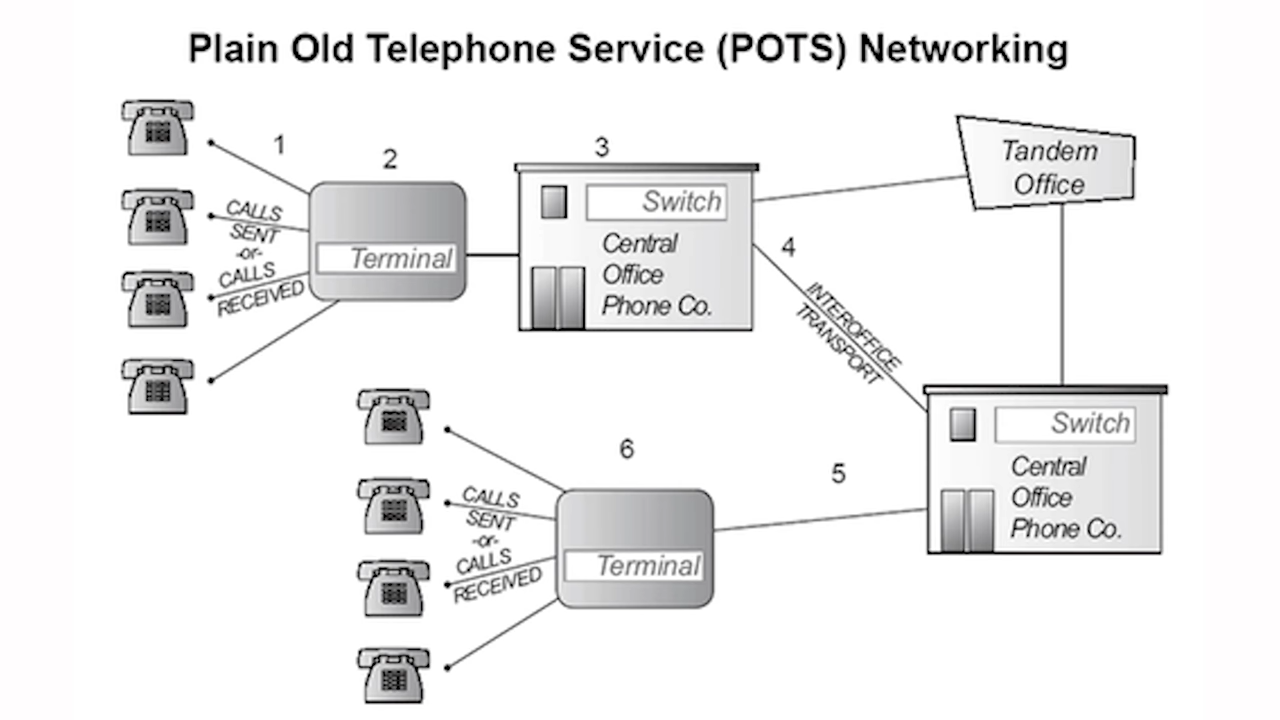 Plain Old Telephone Service (POTS) Networking
1
2
3
CALLS
SENT
-or-
CALLS
RECEIVED
Terminal
Switch
Central
Office
Phone Co.
Tandem
Office
4
INTEROFFICE
TRANSPORT
Switch
Central
Office
Phone Co.
5
6
CALLS
SENT
-or-
CALLS
RECEIVED
Terminal